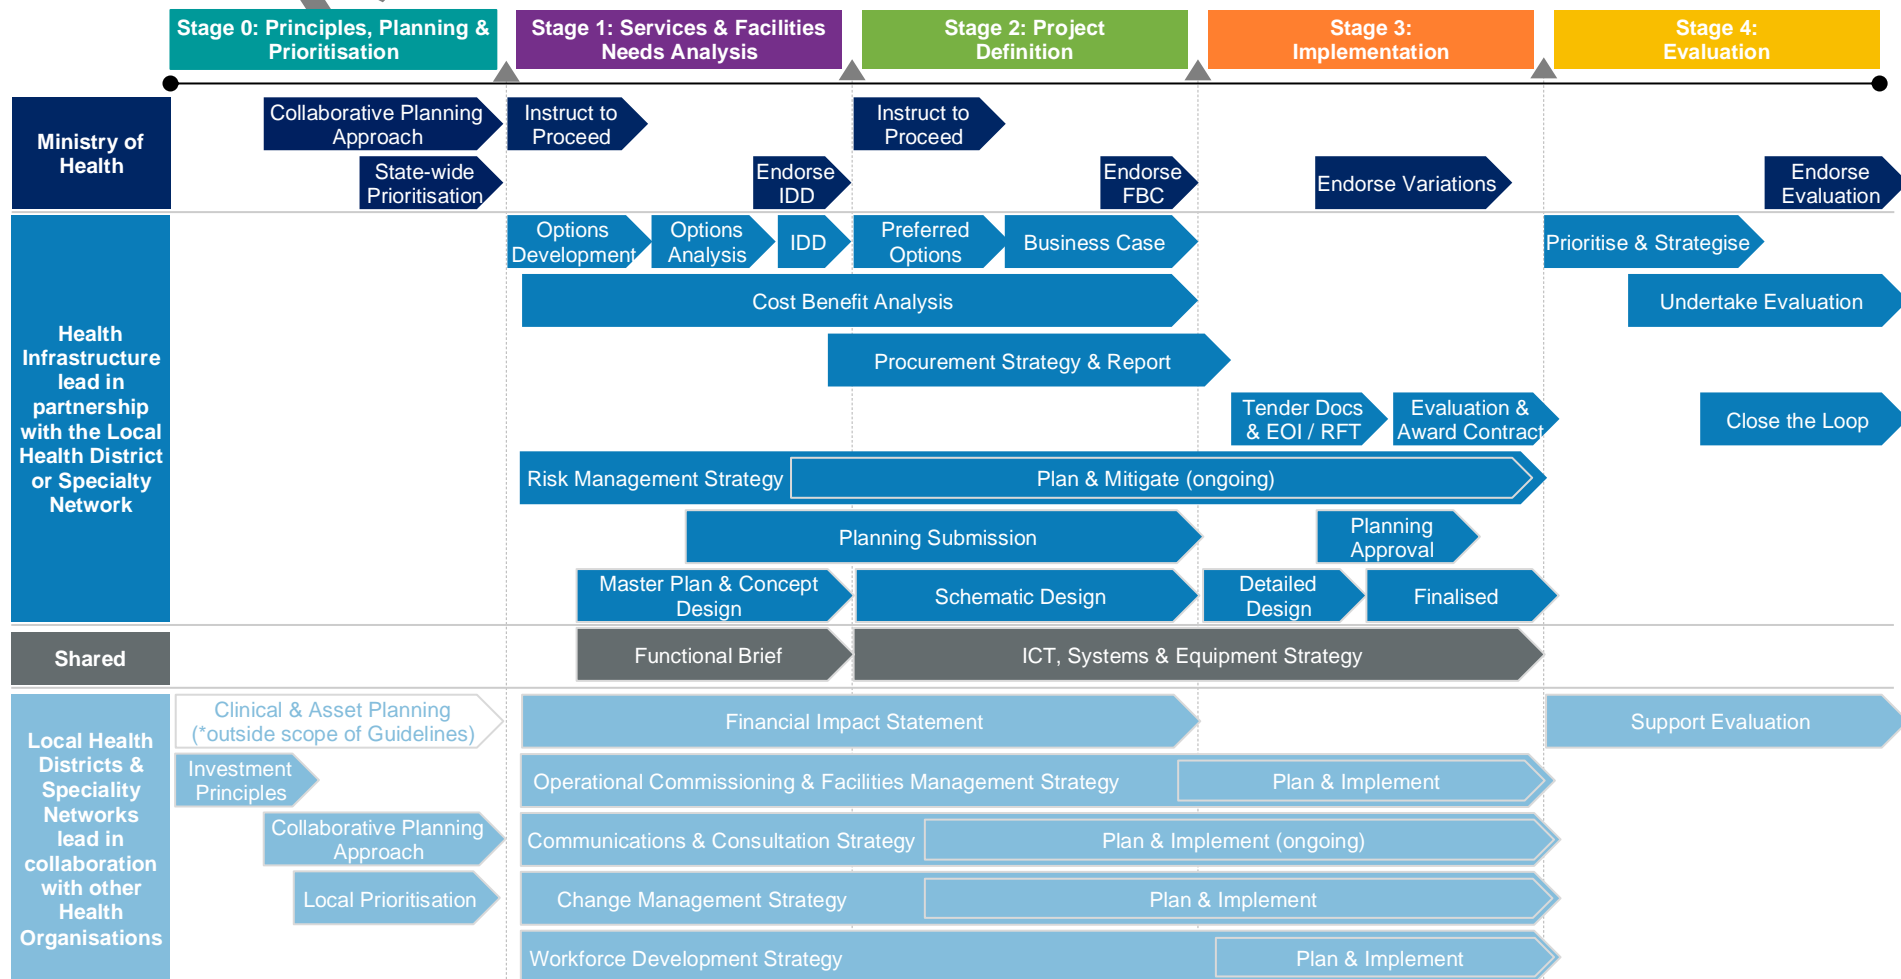 Stage 0: Principles, Planning &
Prioritisation
Stage 1: Services & Facilities
Needs Analysis
Stage 2: Project
Definition
Stage 3:
Implementation
Stage 4:
Evaluation
Ministry of
Health
Collaborative Planning
Approach
Instruct to
Proceed
Instruct to
Proceed
State-wide
Prioritisation
Endorse
IDD
Endorse
FBC
Endorse Variations
Endorse
Evaluation
Health
Infrastructure
lead in
partnership
with the Local
Health District
or Specialty
Network
Options
Development
Options
Analysis
IDD
Preferred
Options
Business Case
Prioritise & Strategise
Cost Benefit Analysis
Undertake Evaluation
Procurement Strategy & Report
Tender Docs
& EOI / RFT
Evaluation &
Award Contract
Close the Loop
Risk Management Strategy
Plan & Mitigate (ongoing)
Planning Submission
Planning
Approval
Master Plan & Concept
Design
Schematic Design
Detailed
Design
Finalised
Shared
Functional Brief
ICT, Systems & Equipment Strategy
Local Health
Districts &
Speciality
Networks
lead in
collaboration
with other
Health
Organisations
Clinical & Asset Planning
(*outside scope of Guidelines)
Financial Impact Statement
Support Evaluation
Investment
Principles
Operational Commissioning & Facilities Management Strategy
Plan & Implement
Collaborative Planning
Approach
Communications & Consultation Strategy
Plan & Implement (ongoing)
Local Prioritisation
Change Management Strategy
Plan & Implement
Workforce Development Strategy
Plan & Implement